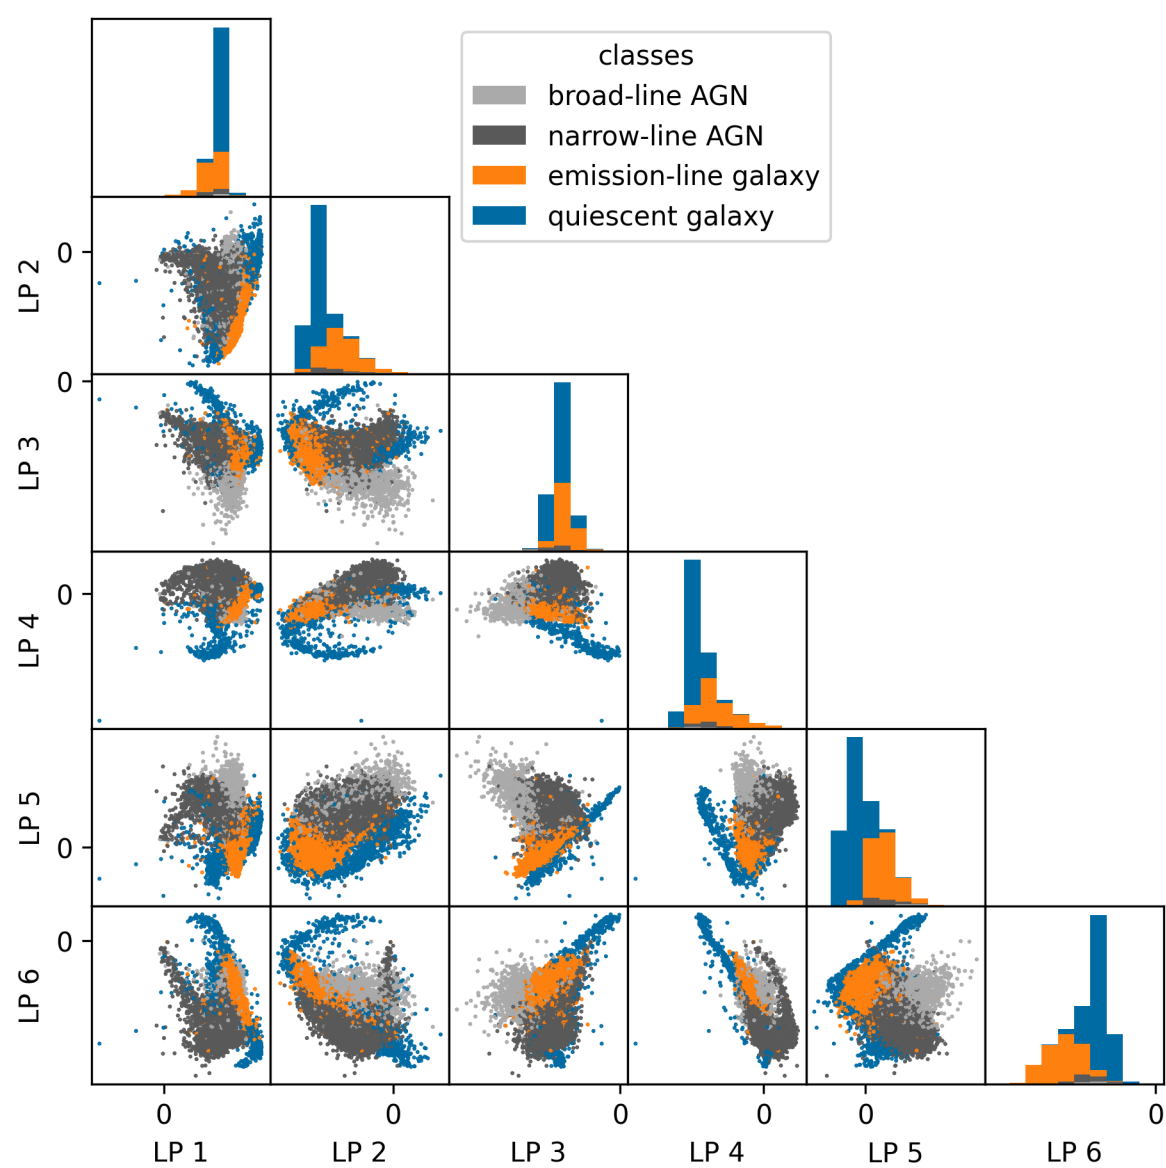 classes
broad-line AGN
narrow-line AGN
emission-line galaxy
quiescent galaxy
0
LP 2
0
LP 3
0
LP 4
0
LP 5
0
LP 6
0 0 0 0 0 0
LP 1 LP 2 LP 3 LP 4 LP 5 LP 6